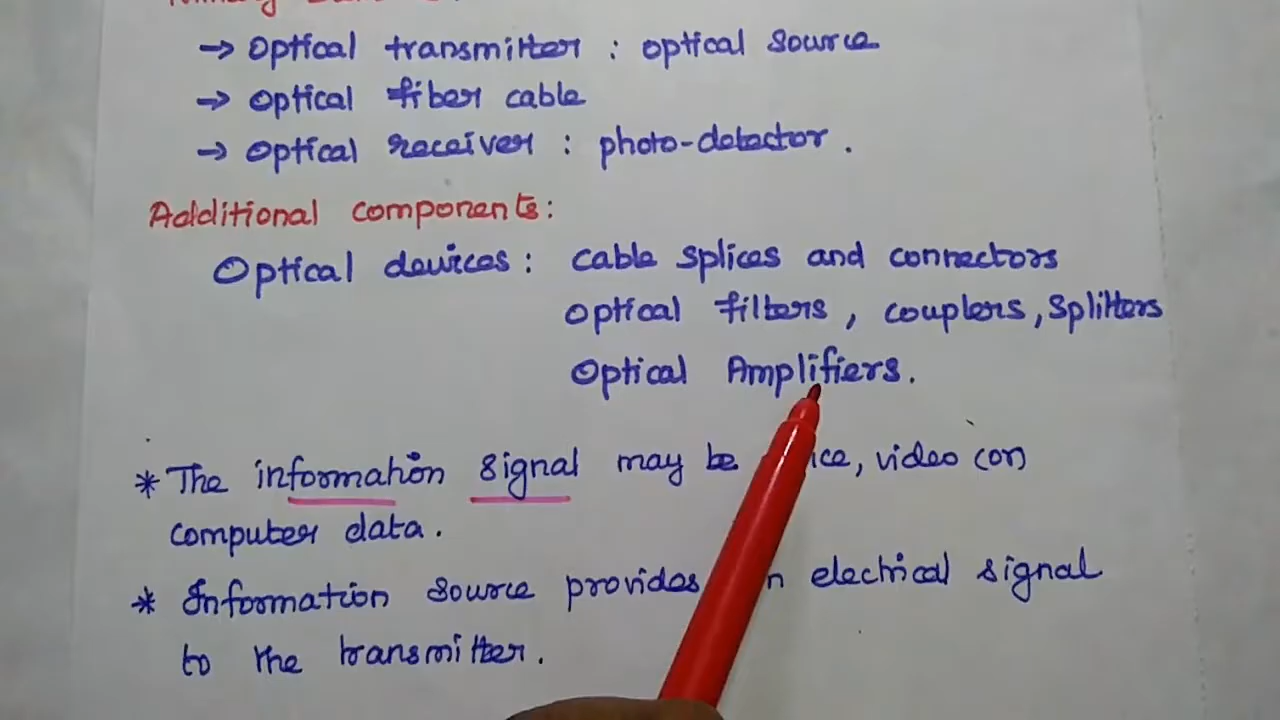 → Optical transmitter : optical source
→ Optical fiber cable
→ Optical receiver : photo-detector.
Additional components:
Optical devices: cable splices and connectors
Optical filters, couplers, splitters
Optical Amplifiers.
* The information signal may be video (or)
computer data.
* Information source provides electrical signal
to the transmitter.